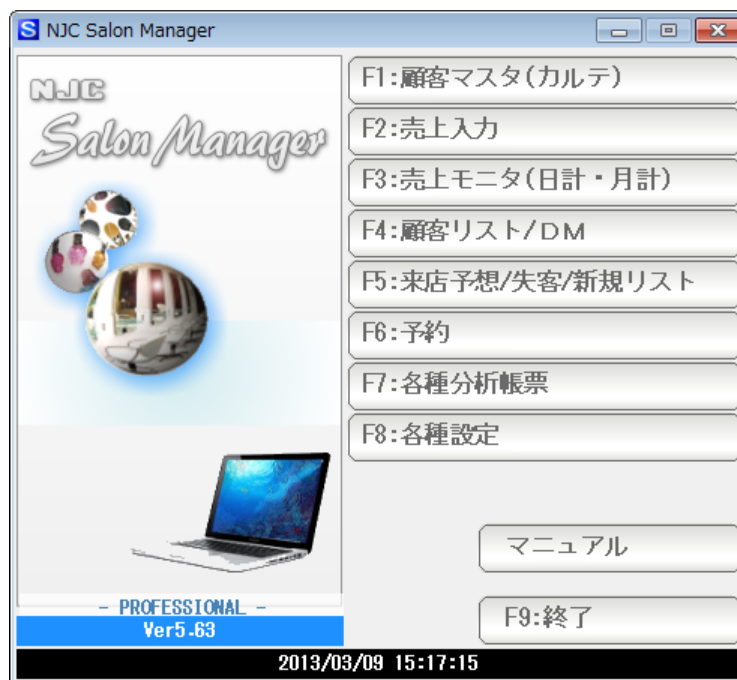 NJC Salon Manager
NJC
Salon Manager
F1:顧客マスタ(カルテ)
F2:売上入力
F3:売上モニタ(日計・月計)
F4:顧客リスト/DM
F5:来店予想/失客/新規リスト
F6:予約
F7:各種分析帳票
F8:各種設定
マニュアル
F9:終了
- PROFESSIONAL -
Ver5.63
2013/03/09 15:17:15